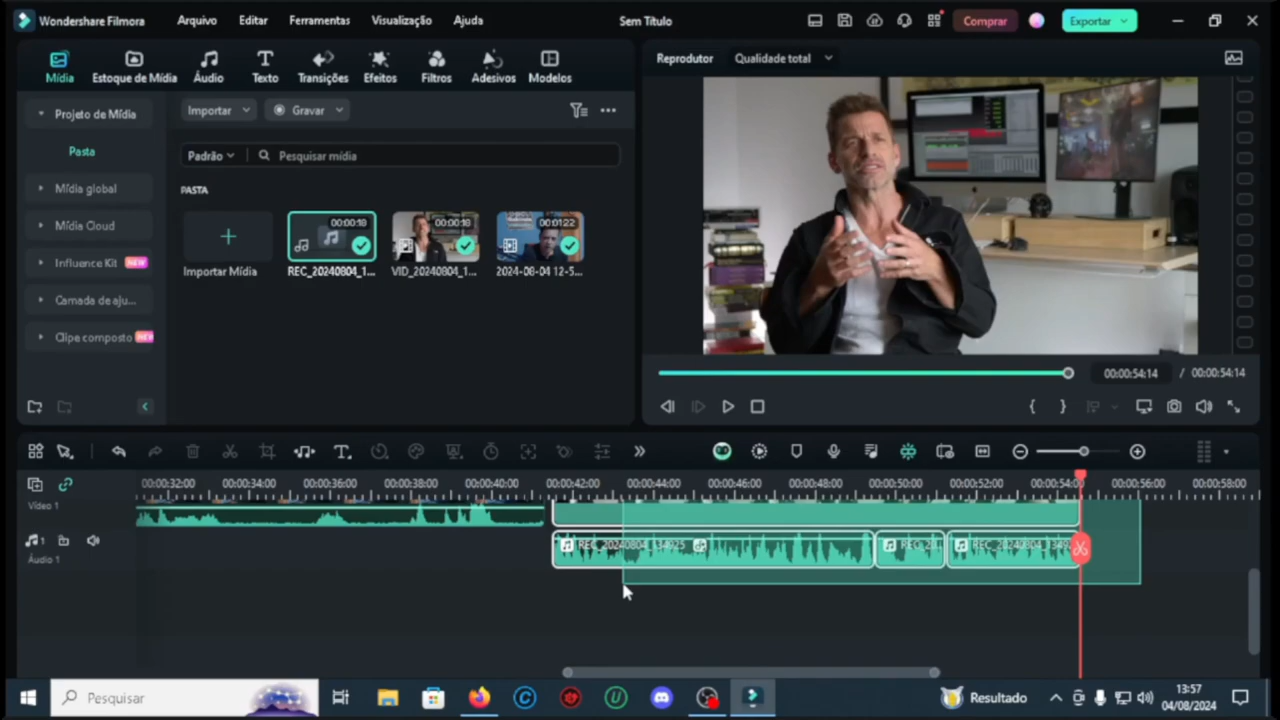 Wondershare Filmora Arquivo Editar Ferramentas Visualização Ajuda Sem Título Comprar Exportar
Mídia Estoque de Mídia Áudio Texto Transições Efeitos Filtros Adesivos Modelos
Reprodutor Qualidade total
Projeto de Mídia
Pasta
Mídia global
Mídia Cloud
Influence Kit NEW
Camada de aju...
Clipe composto NEW
Importar Gravar
Padrão Pesquisar mídia
PASTA
00:00:18 00:00:18 00:01:22
Importar Mídia REC_20240804_1... VID_20240804_1... 2024-08-04 12-5...
00:00:54:14 / 00:00:54:14
00:00:32:00 00:00:34:00 00:00:36:00 00:00:38:00 00:00:40:00 00:00:42:00 00:00:44:00 00:00:46:00 00:00:48:00 00:00:50:00 00:00:52:00 00:00:54:00 00:00:56:00 00:00:58:00
Vídeo 1
1
Áudio 1
REC_20240804_134925
Pesquisar
Resultado
13:57
04/08/2024